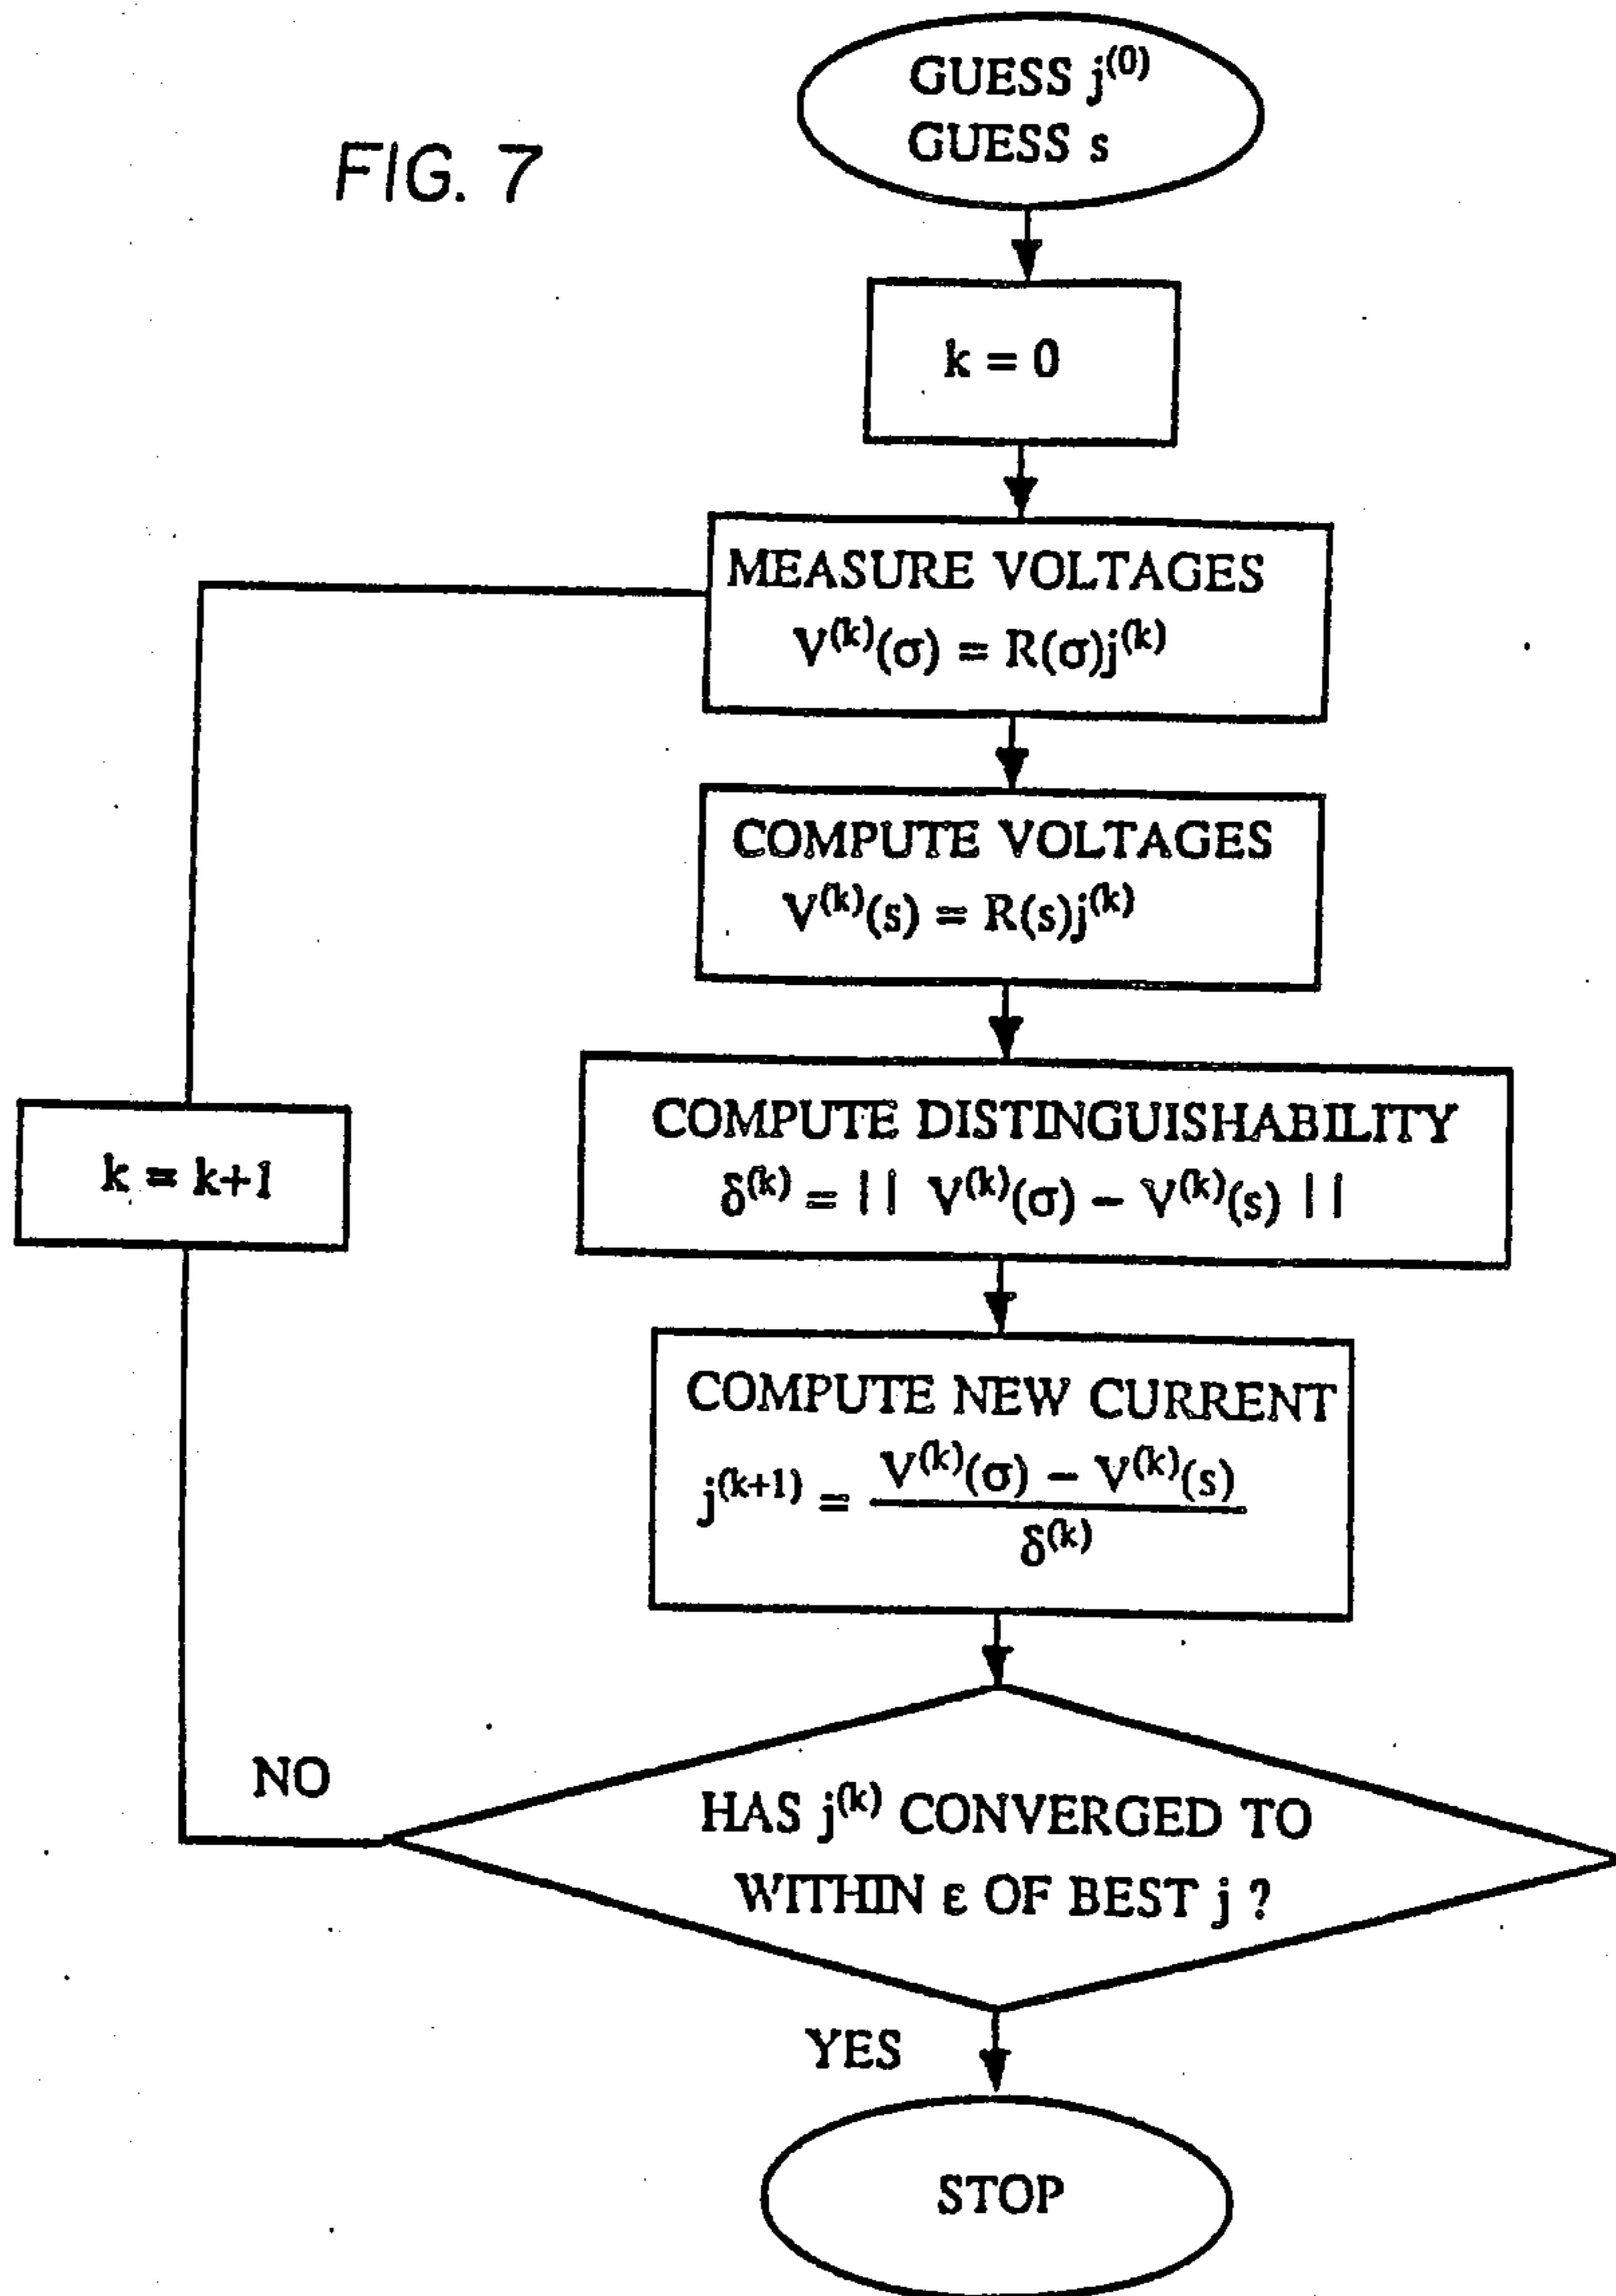 FIG. 7
GUESS j⁽⁰⁾
GUESS s
k = 0
MEASURE VOLTAGES
V⁽ᵏ⁾(σ) = R(σ)j⁽ᵏ⁾
COMPUTE VOLTAGES
V⁽ᵏ⁾(s) = R(s)j⁽ᵏ⁾
COMPUTE DISTINGUISHABILITY
δ⁽ᵏ⁾ = || V⁽ᵏ⁾(σ) – V⁽ᵏ⁾(s) ||
k = k+1
COMPUTE NEW CURRENT
j⁽ᵏ⁺¹⁾ = V⁽ᵏ⁾(σ) – V⁽ᵏ⁾(s)
δ⁽ᵏ⁾
NO
HAS j⁽ᵏ⁾ CONVERGED TO
WITHIN ε OF BEST j ?
YES
STOP